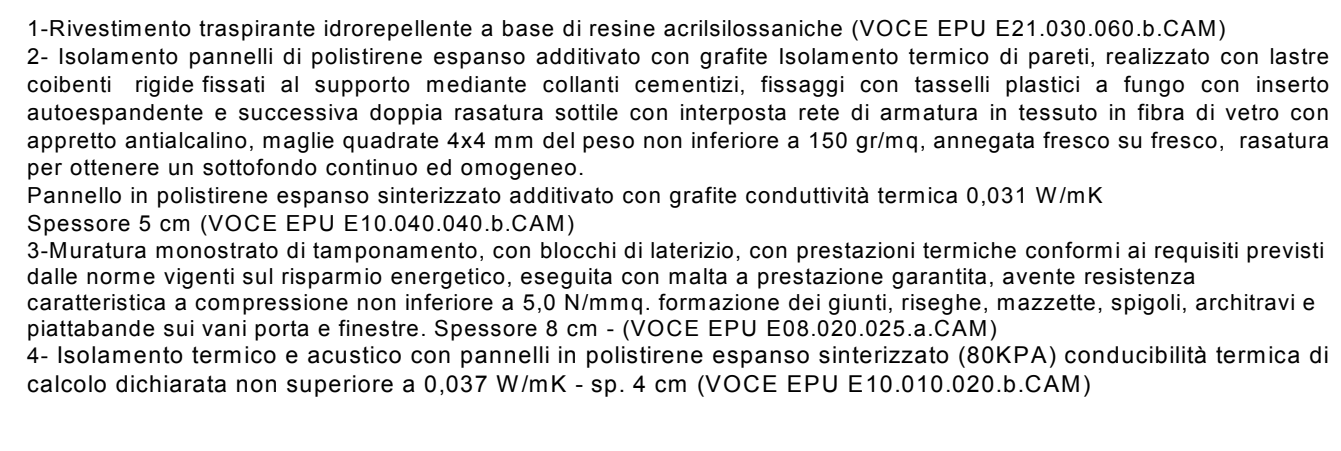 1-Rivestimento traspirante idrorepellente a base di resine acrilsilossaniche (VOCE EPU E21.030.060.b.CAM)
2- Isolamento pannelli di polistirene espanso additivato con grafite Isolamento termico di pareti, realizzato con lastre
coibenti rigide fissati al supporto mediante collanti cementizi, fissaggi con tasselli plastici a fungo con inserto
autoespandente e successiva doppia rasatura sottile con interposta rete di armatura in tessuto in fibra di vetro con
appretto antialcalino, maglie quadrate 4x4 mm del peso non inferiore a 150 gr/mq, annegata fresco su fresco, rasatura
per ottenere un sottofondo continuo ed omogeneo.
Pannello in polistirene espanso sinterizzato additivato con grafite conduttività termica 0,031 W/mK
Spessore 5 cm (VOCE EPU E10.040.040.b.CAM)
3-Muratura monostrato di tamponamento, con blocchi di laterizio, con prestazioni termiche conformi ai requisiti previsti
dalle norme vigenti sul risparmio energetico, eseguita con malta a prestazione garantita, avente resistenza
caratteristica a compressione non inferiore a 5,0 N/mmq. formazione dei giunti, riseghe, mazzette, spigoli, architravi e
piattabande sui vani porta e finestre. Spessore 8 cm - (VOCE EPU E08.020.025.a.CAM)
4- Isolamento termico e acustico con pannelli in polistirene espanso sinterizzato (80KPA) conducibilità termica di
calcolo dichiarata non superiore a 0,037 W/mK - sp. 4 cm (VOCE EPU E10.010.020.b.CAM)